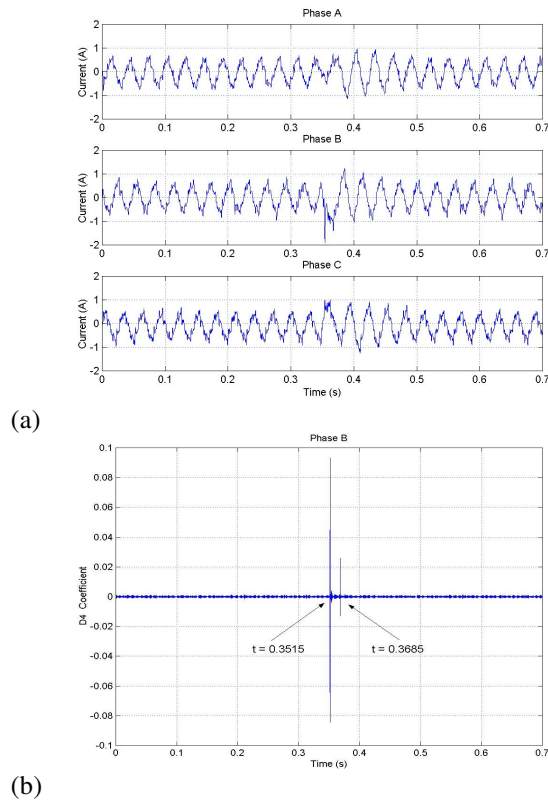 Phase A
2
1
0
-1
-2
Current (A)
0 0.1 0.2 0.3 0.4 0.5 0.6 0.7
Phase B
2
1
0
-1
-2
Current (A)
0 0.1 0.2 0.3 0.4 0.5 0.6 0.7
Phase C
2
1
0
-1
-2
Current (A)
0 0.1 0.2 0.3 0.4 0.5 0.6 0.7
Time (s)
(a)
Phase B
0.1
0.08
0.06
0.04
0.02
0
-0.02
-0.04
-0.06
-0.08
-0.1
D4 Coefficient
t = 0.3515 t = 0.3685
0 0.1 0.2 0.3 0.4 0.5 0.6 0.7
Time (s)
(b)